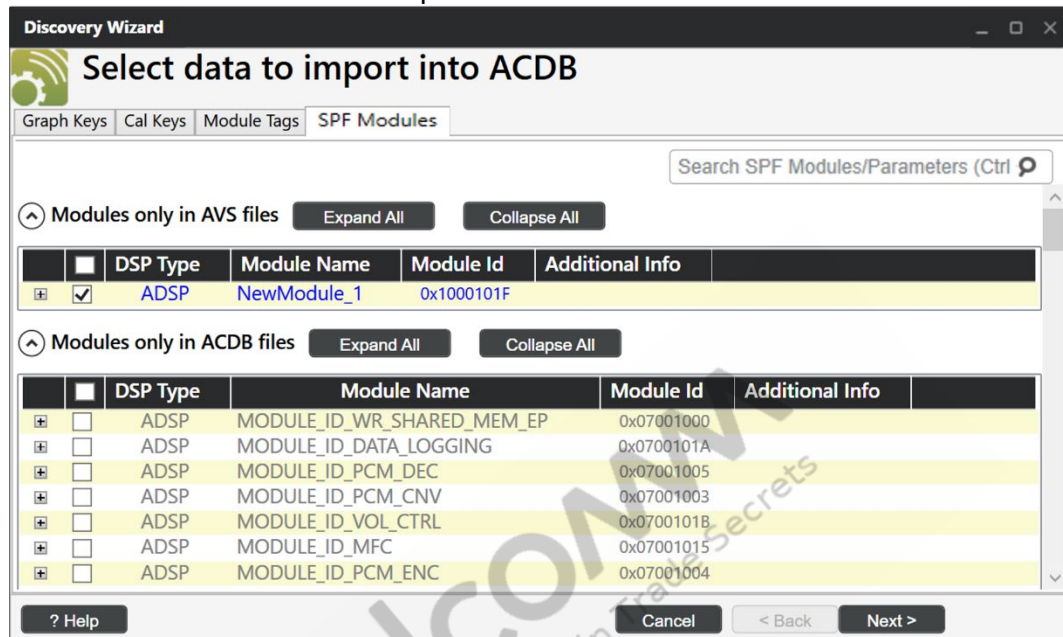 Discovery Wizard
Select data to import into ACDB
Graph Keys Cal Keys Module Tags SPF Modules
Search SPF Modules/Parameters (Ctrl
Modules only in AVS files Expand All Collapse All
DSP Type Module Name Module Id Additional Info
ADSP NewModule_1 0x1000101F
Modules only in ACDB files Expand All Collapse All
DSP Type Module Name Module Id Additional Info
ADSP MODULE_ID_WR_SHARED_MEM_EP 0x07001000
ADSP MODULE_ID_DATA_LOGGING 0x0700101A
ADSP MODULE_ID_PCM_DEC 0x07001005
ADSP MODULE_ID_PCM_CNV 0x07001003
ADSP MODULE_ID_VOL_CTRL 0x0700101B
ADSP MODULE_ID_MFC 0x07001015
ADSP MODULE_ID_PCM_ENC 0x07001004
Trade Secrets
? Help Cancel < Back Next >